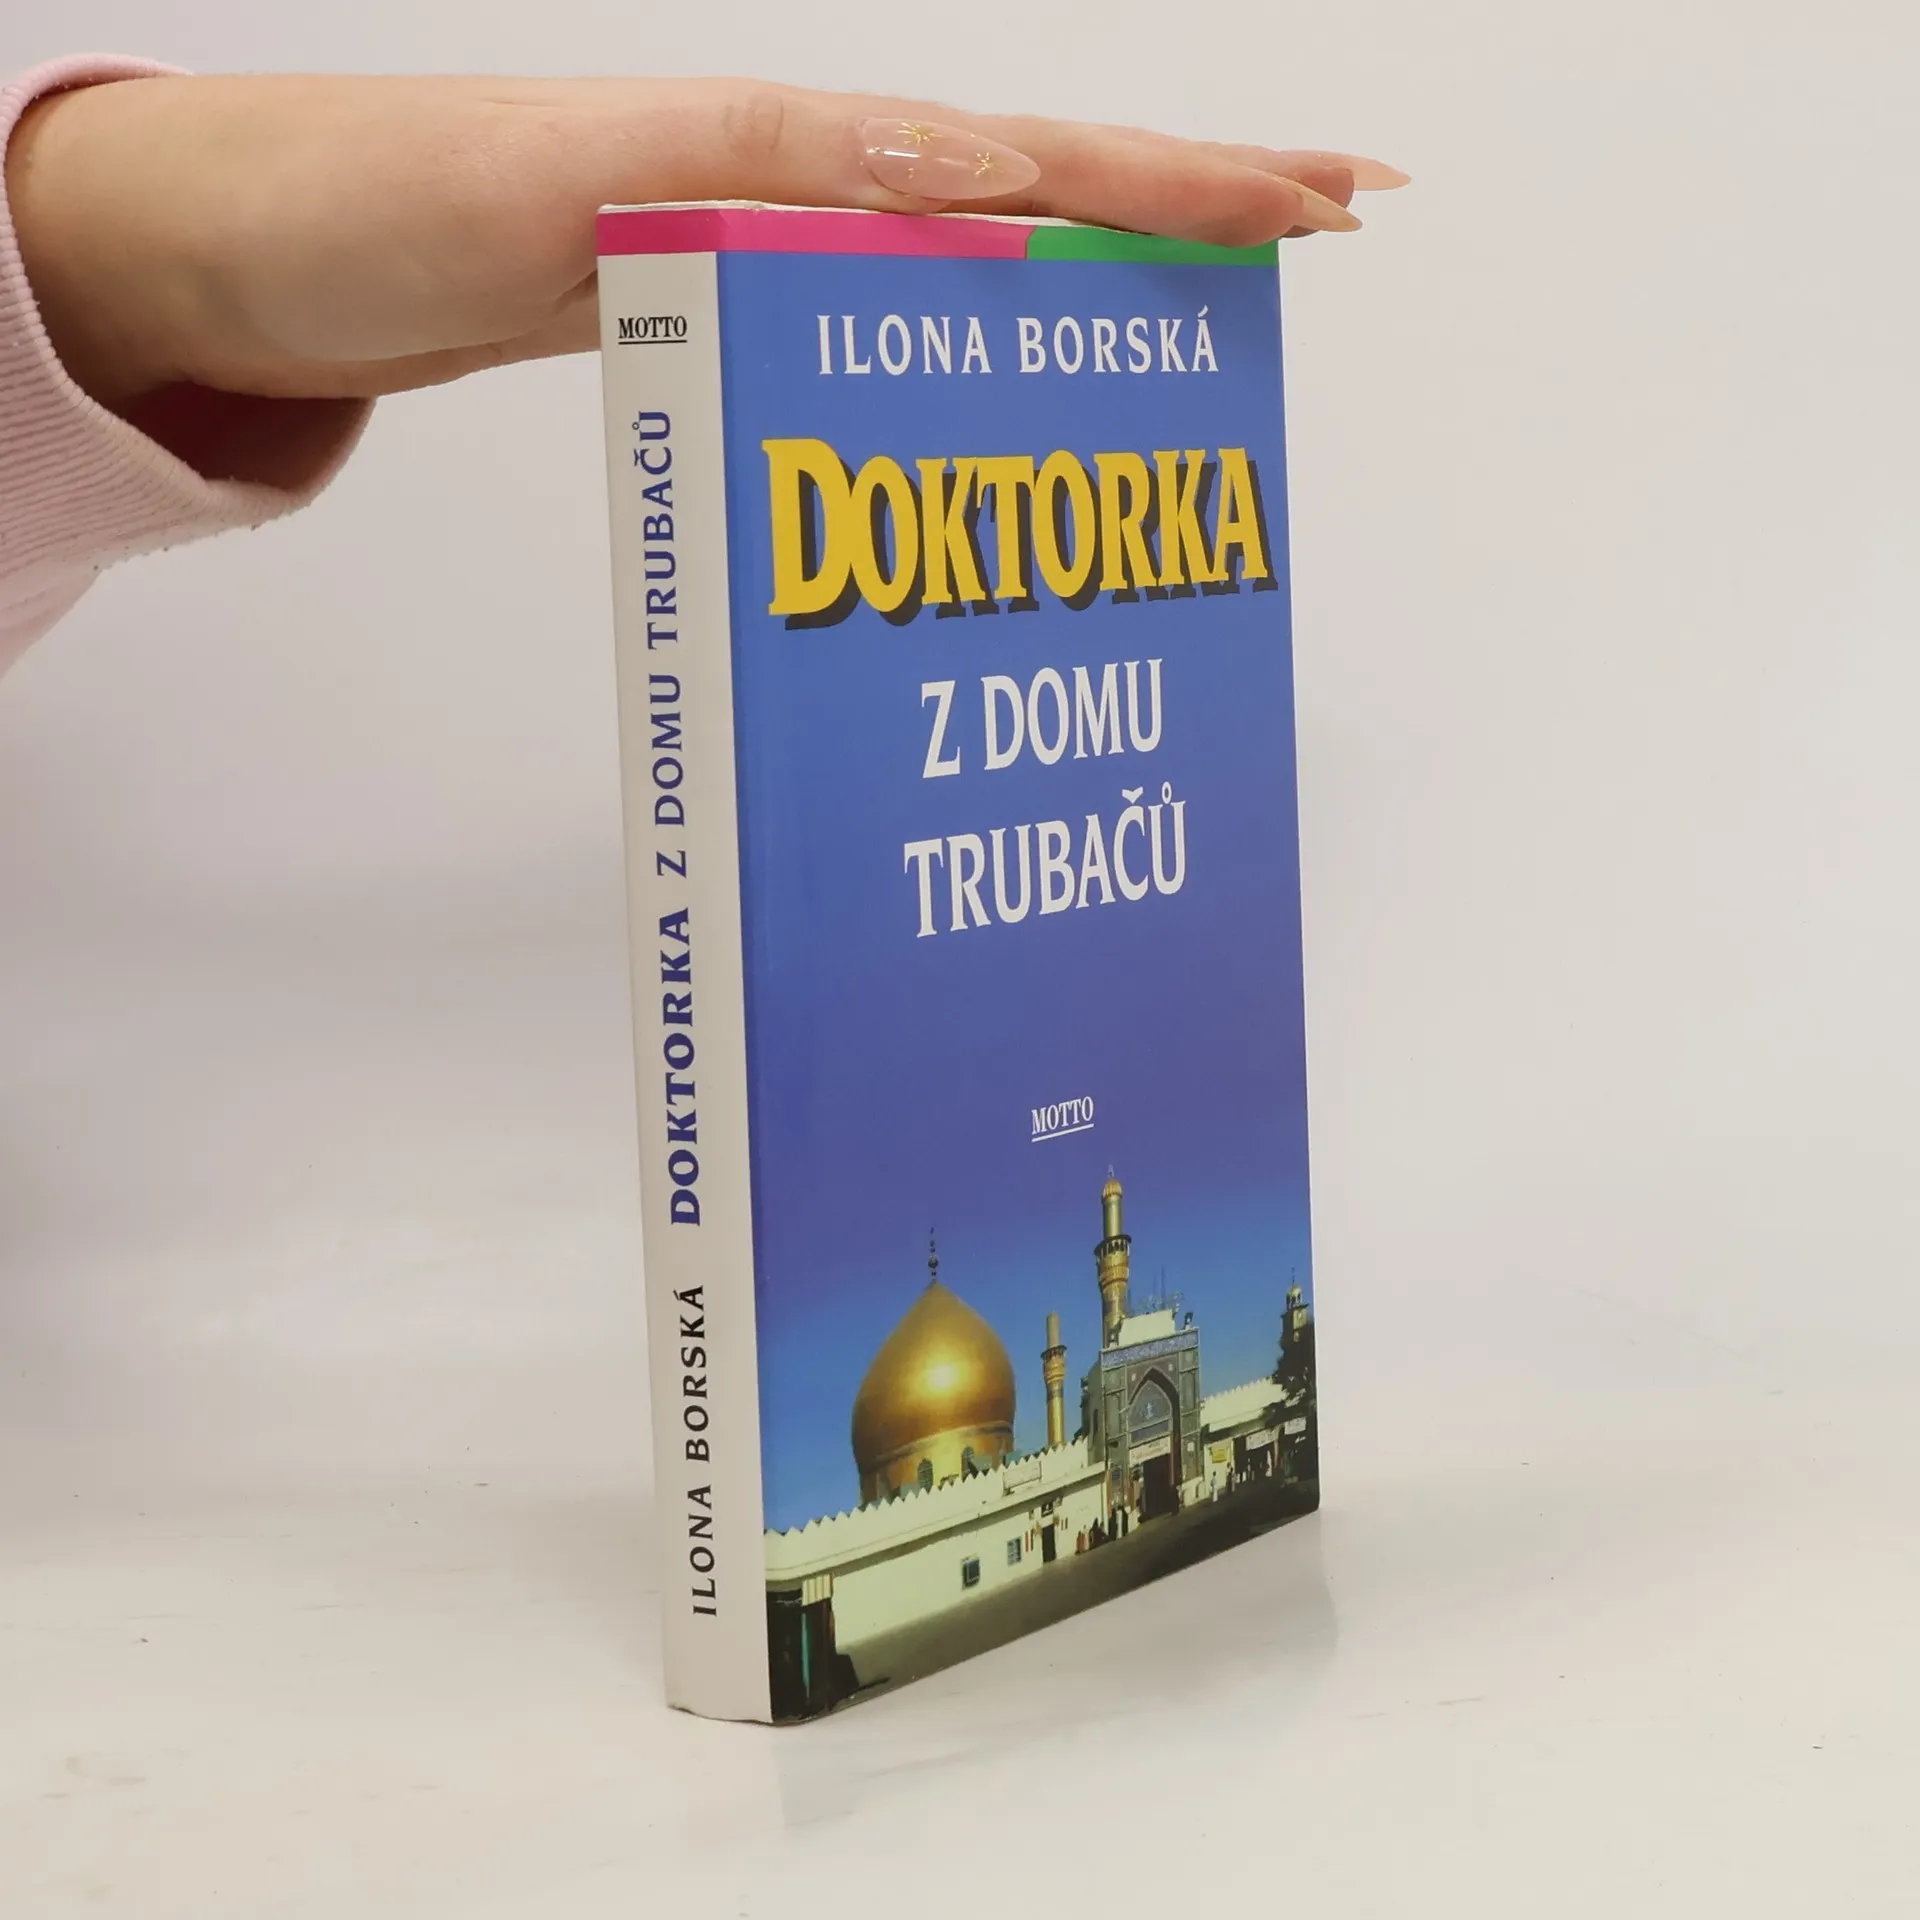 MOTTO
ILONA BORSKÁ DOKTORKA Z DOMU TRUBAČŮ
ILONA BORSKÁ
DOKTORKA
Z DOMU
TRUBAČŮ
MOTTO